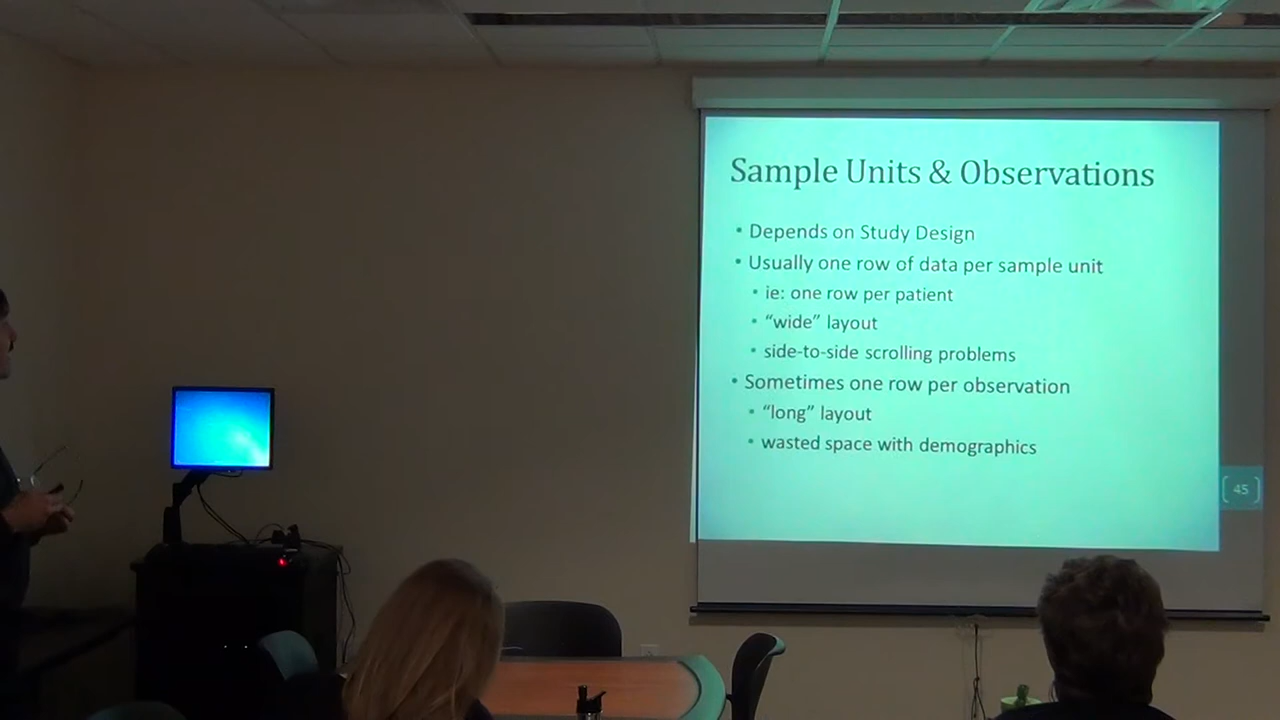 Sample Units & Observations
• Depends on Study Design
• Usually one row of data per sample unit
• ie: one row per patient
• “wide” layout
• side-to-side scrolling problems
• Sometimes one row per observation
• “long” layout
• wasted space with demographics
[ 45 ]